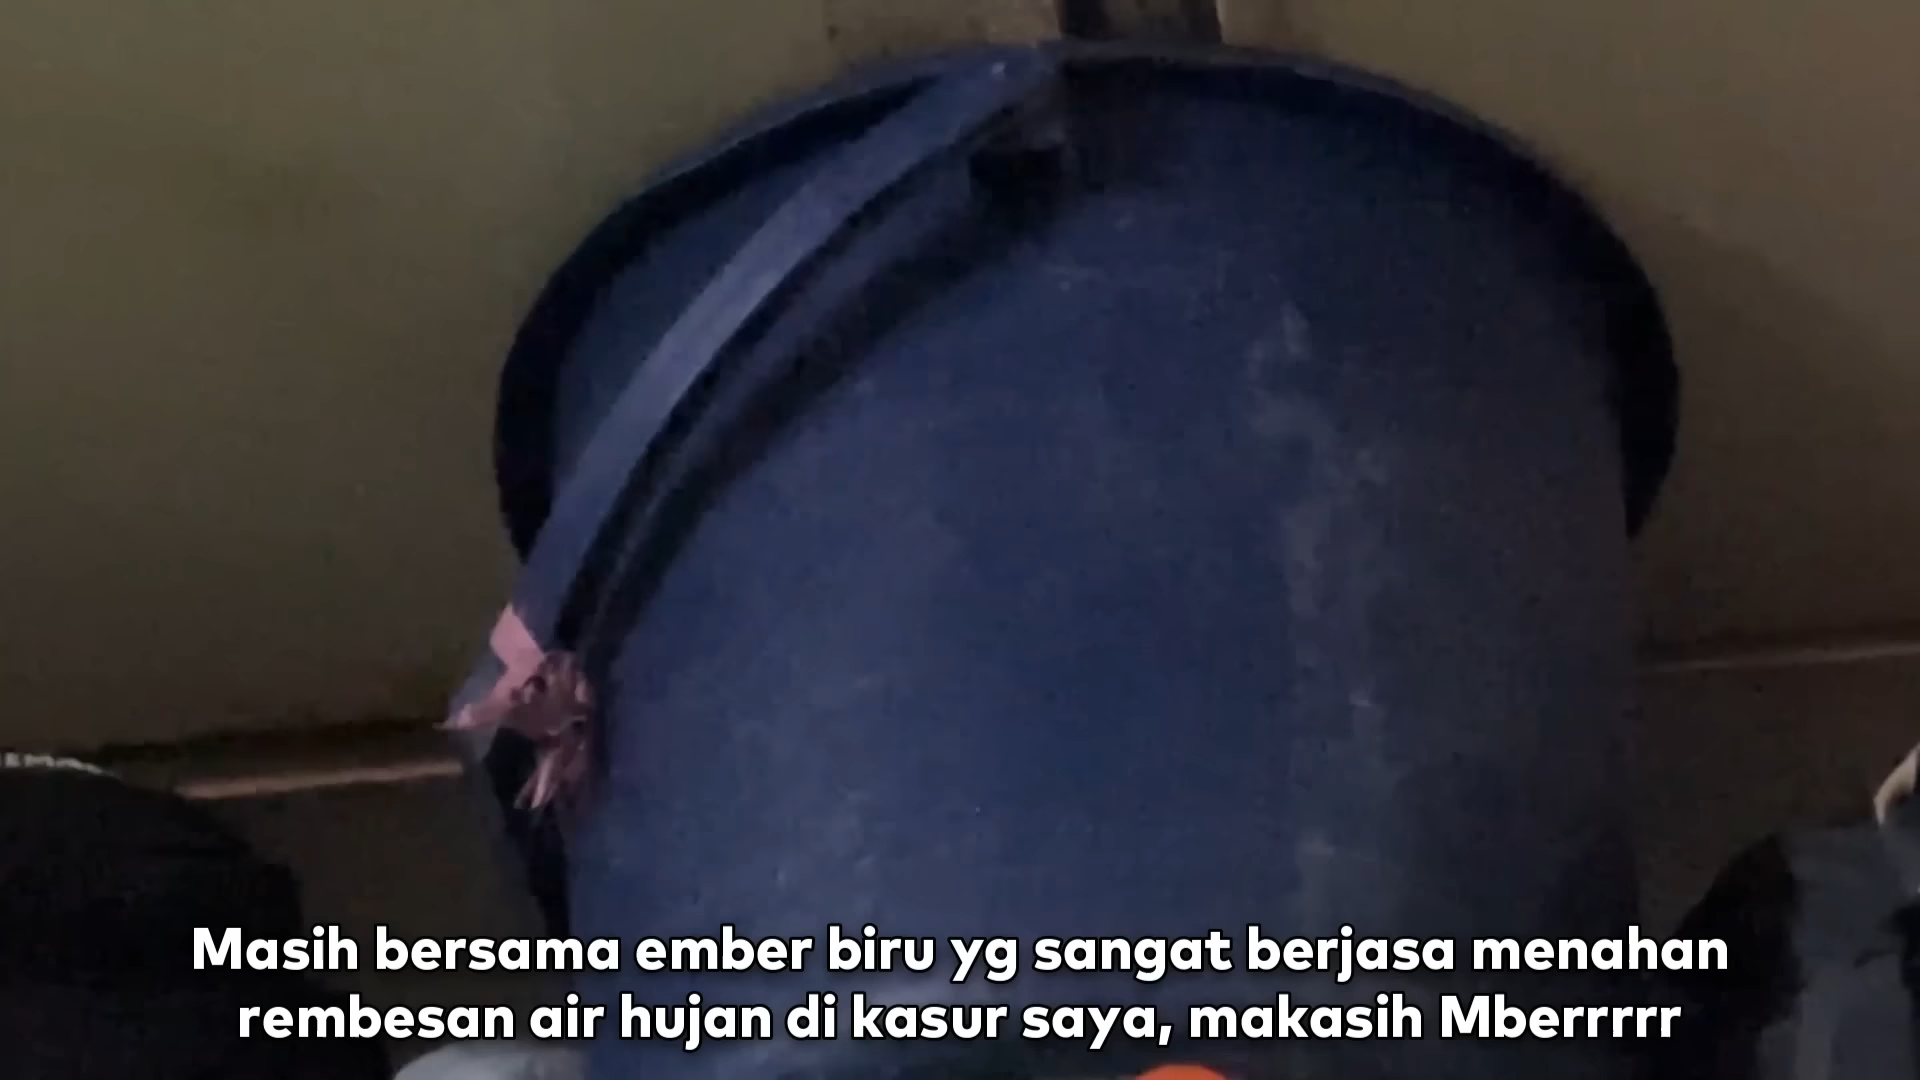 Masih bersama ember biru yg sangat berjasa menahan
rembesan air hujan di kasur saya, makasih Mberrrrr